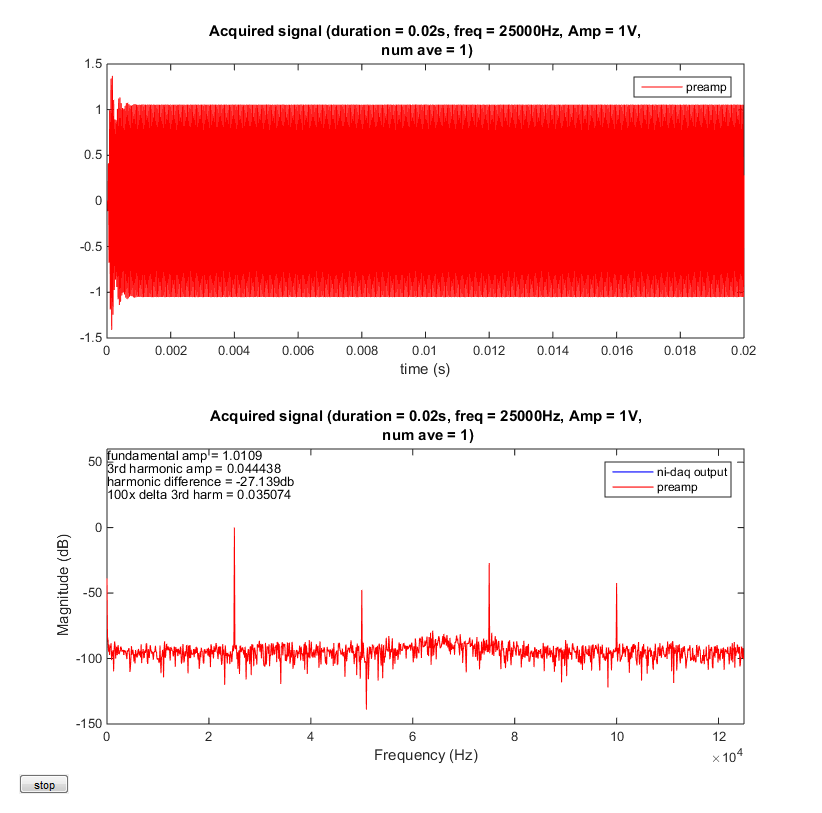 Acquired signal (duration = 0.02s, freq = 25000Hz, Amp = 1V,
num ave = 1)
1.5
preamp
1
0.5
0
-0.5
-1
-1.5
0 0.002 0.004 0.006 0.008 0.01 0.012 0.014 0.016 0.018 0.02
time (s)
Acquired signal (duration = 0.02s, freq = 25000Hz, Amp = 1V,
num ave = 1)
fundamental amp = 1.0109
3rd harmonic amp = 0.044438
harmonic difference = -27.139db
100x delta 3rd harm = 0.035074
ni-daq output
preamp
50
0
-50
-100
-150
Magnitude (dB)
0 2 4 6 8 10 12
Frequency (Hz)
×10^4
stop